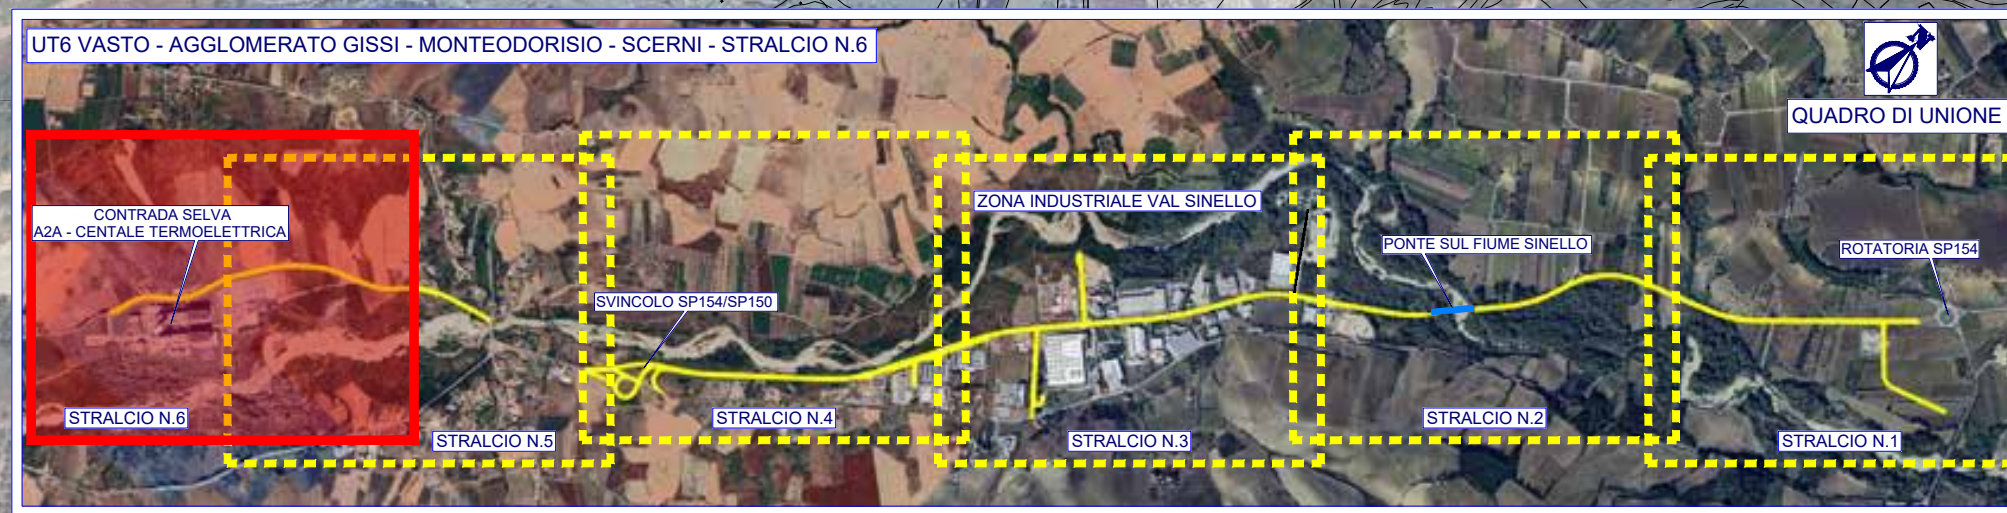 UT6 VASTO - AGGLOMERATO GISSI - MONTEODORISIO - SCERNI - STRALCIO N.6
QUADRO DI UNIONE
CONTRADA SELVA
A2A - CENTALE TERMOELETTRICA
ZONA INDUSTRIALE VAL SINELLO
PONTE SUL FIUME SINELLO
ROTATORIA SP154
SVINCOLO SP154/SP150
STRALCIO N.6
STRALCIO N.5
STRALCIO N.4
STRALCIO N.3
STRALCIO N.2
STRALCIO N.1